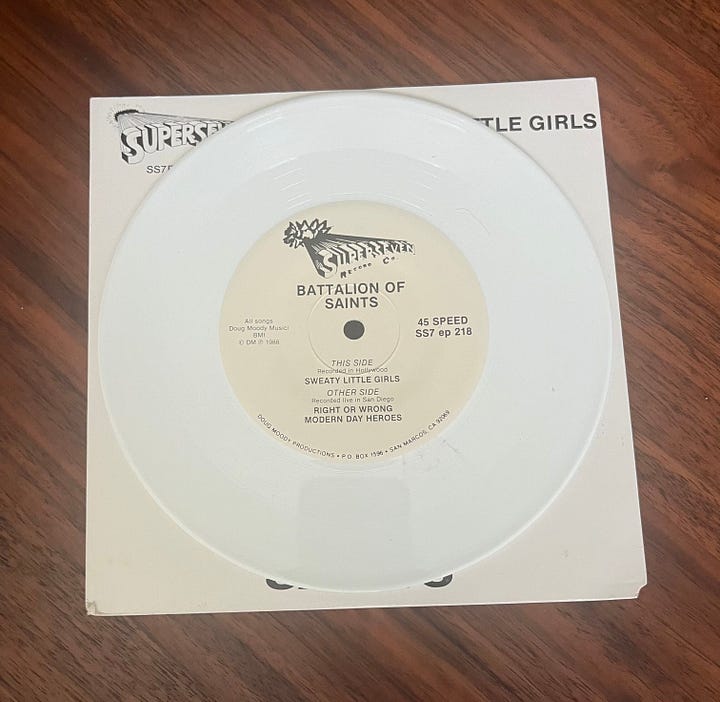 SUPERSEV
TLE GIRLS
SS7
SUPERSEVEN
RECORD Co.
BATTALION OF
SAINTS
All songs
Doug Moody Music
BMI
© DM ℗ 1988
45 SPEED
SS7 ep 218
THIS SIDE
Recorded in Hollywood
SWEATY LITTLE GIRLS
OTHER SIDE
Recorded live in San Diego
RIGHT OR WRONG
MODERN DAY HEROES
DOUG MOODY PRODUCTIONS • P.O. BOX 1596 • SAN MARCOS, CA 92069